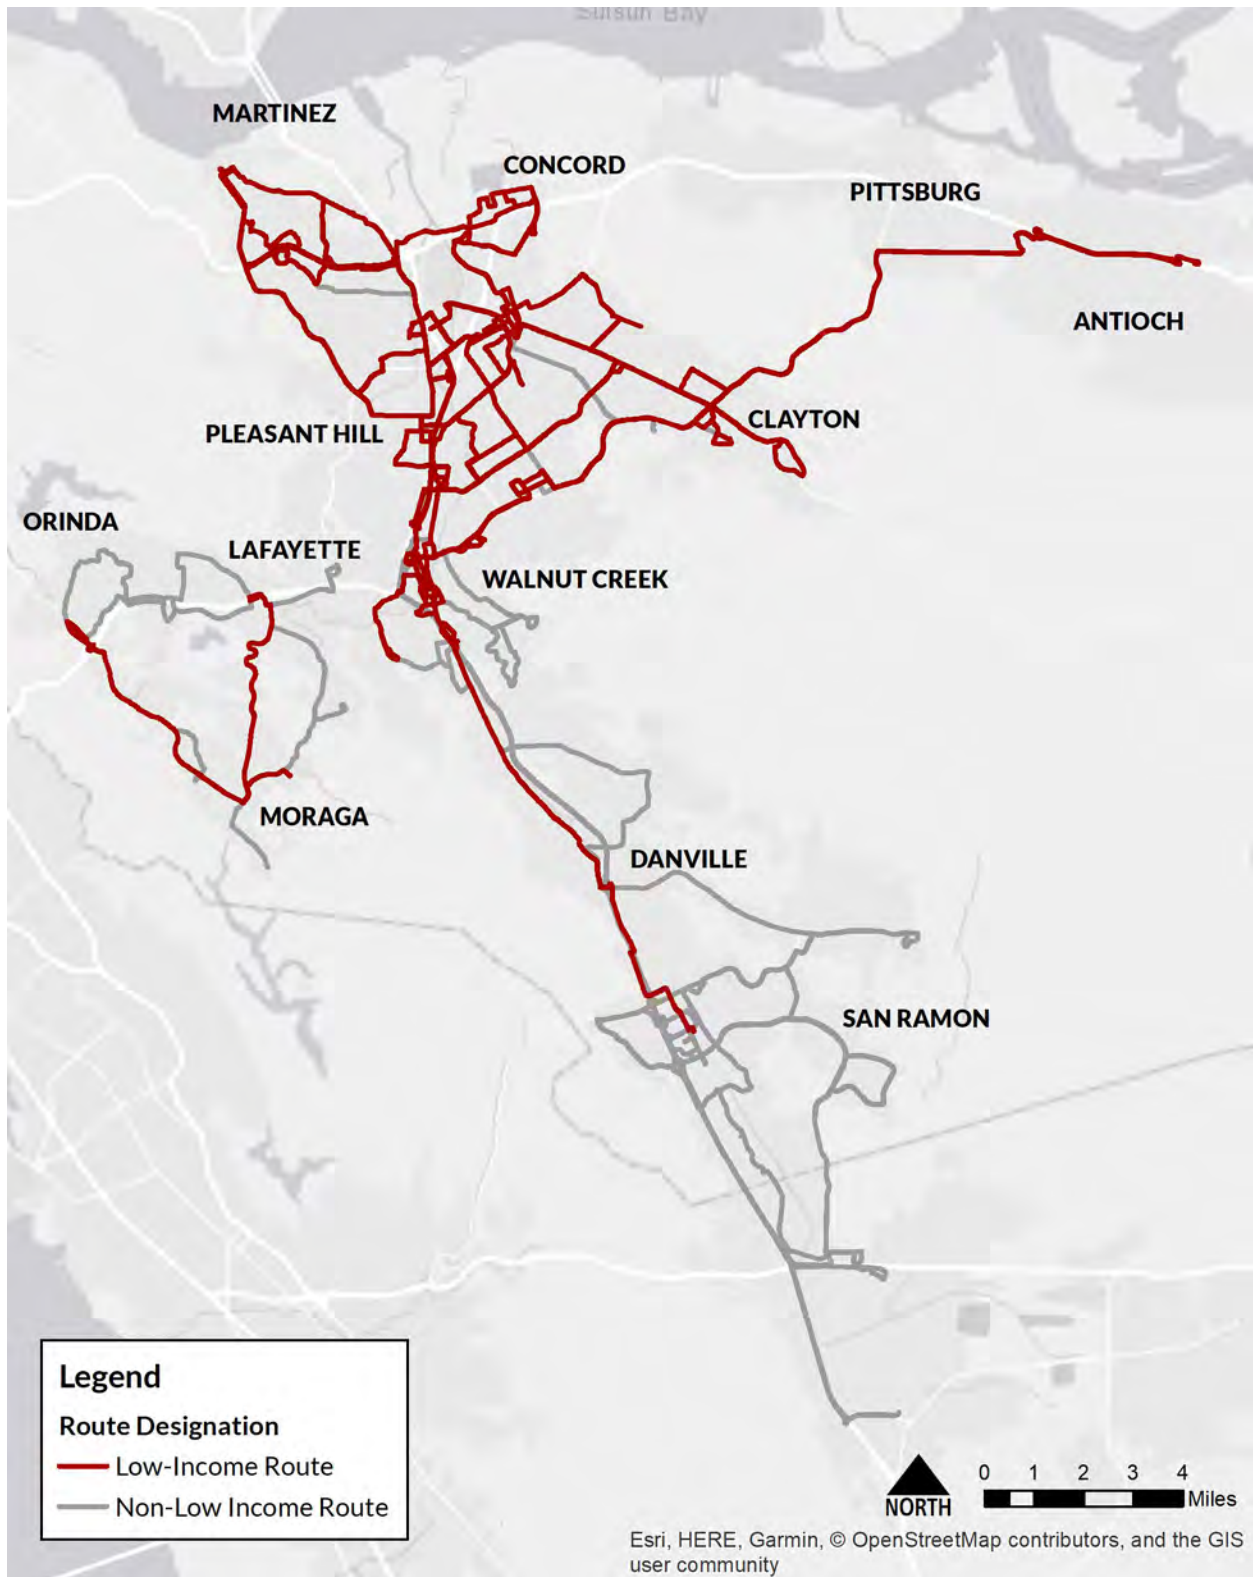 Suisun Bay
MARTINEZ
CONCORD
PITTSBURG
ANTIOCH
CLAYTON
PLEASANT HILL
ORINDA
LAFAYETTE
WALNUT CREEK
MORAGA
DANVILLE
SAN RAMON
Legend
Route Designation
Low-Income Route
Non-Low Income Route
NORTH
0 1 2 3 4
Miles
Esri, HERE, Garmin, © OpenStreetMap contributors, and the GIS
user community